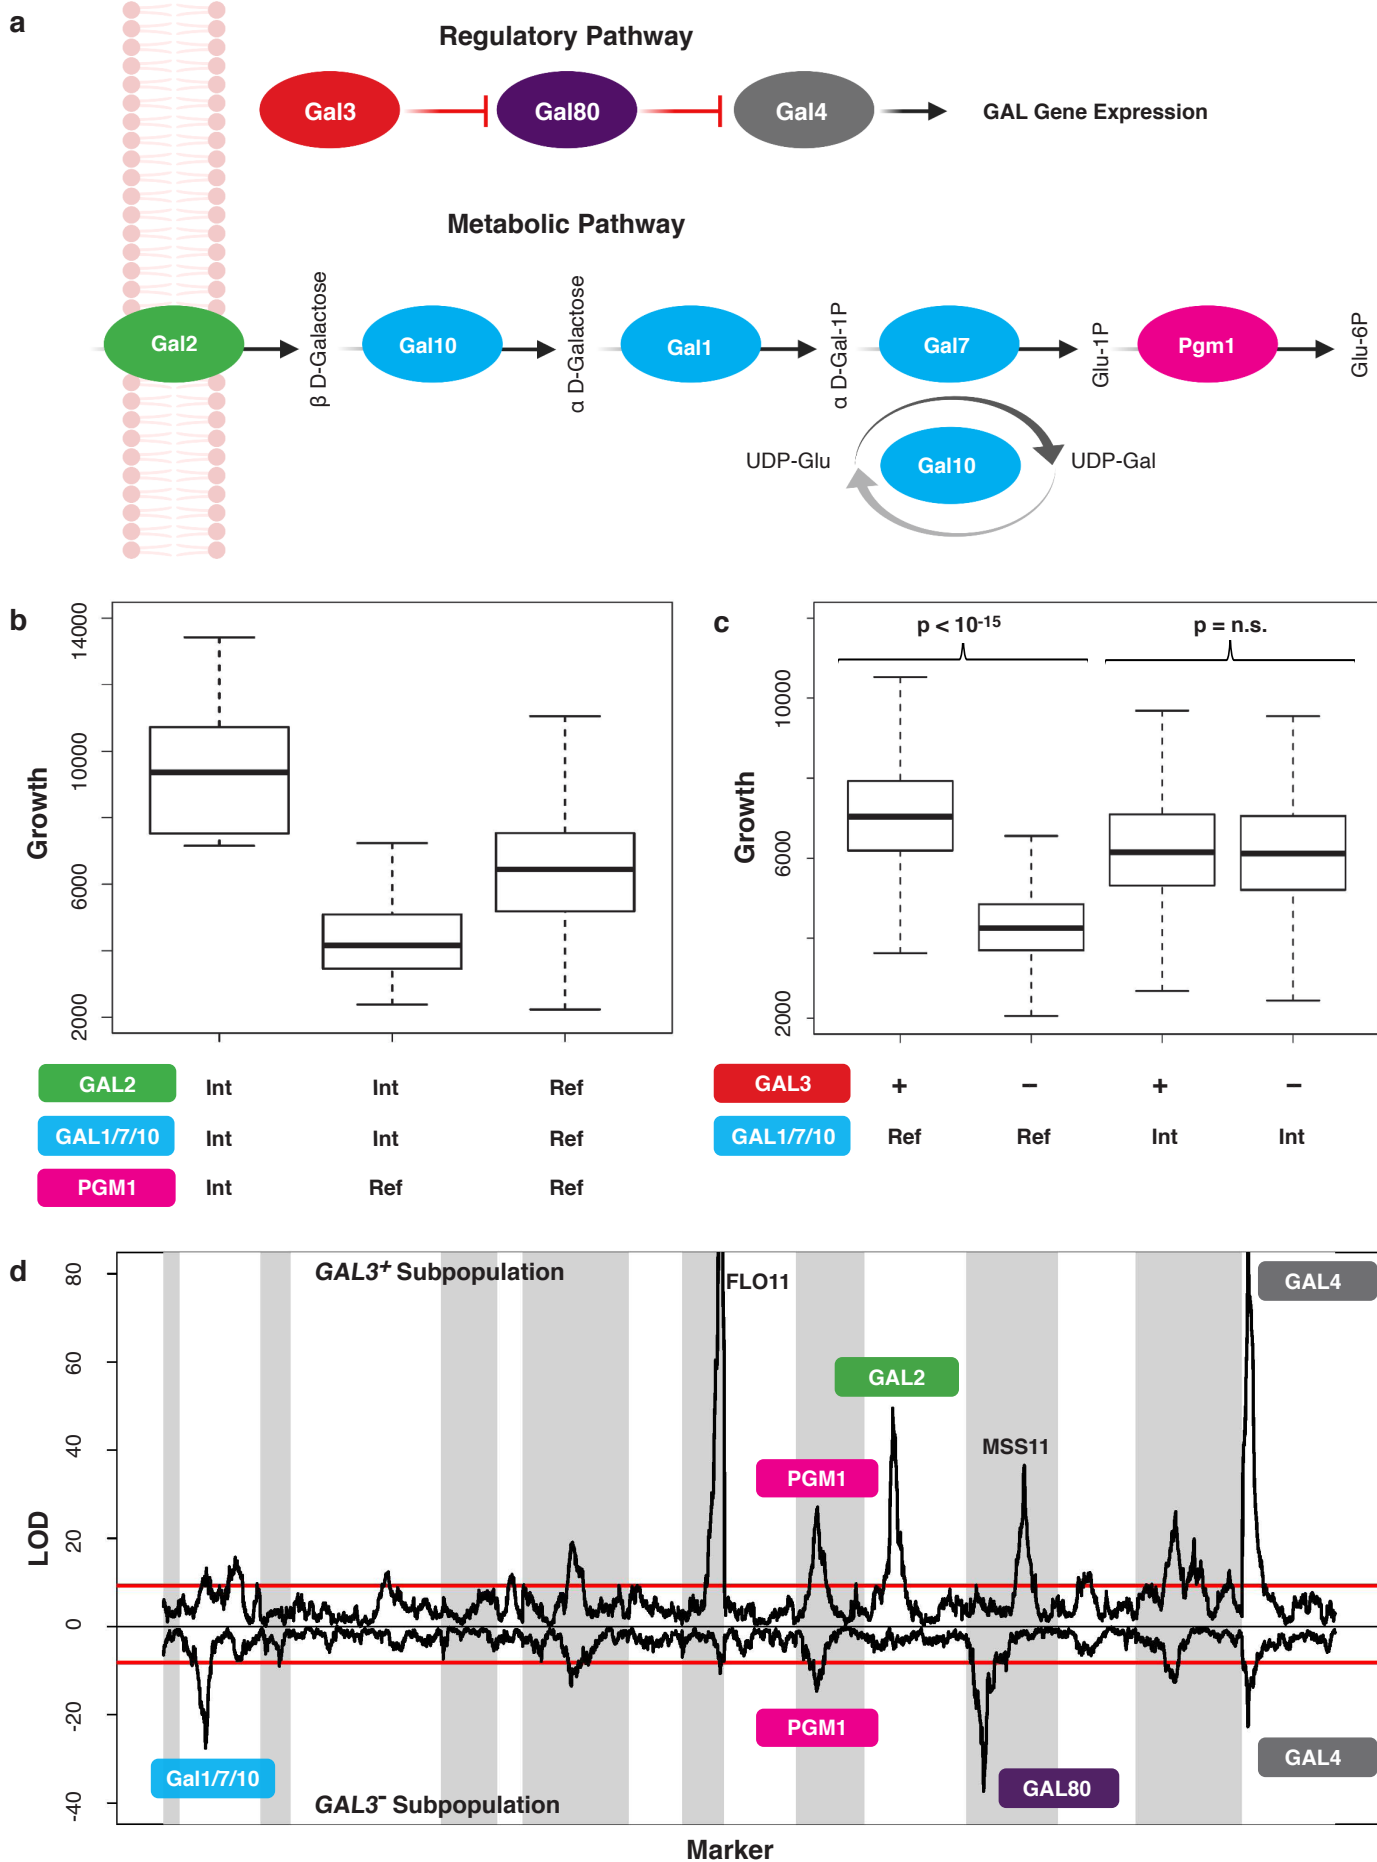 a
Regulatory Pathway
Gal3
Gal80
Gal4
GAL Gene Expression
Metabolic Pathway
Gal2
β D-Galactose
Gal10
α D-Galactose
Gal1
α D-Gal-1P
Gal7
Glu-1P
Pgm1
Glu-6P
UDP-Glu
Gal10
UDP-Gal
b
Growth
14000
10000
6000
2000
GAL2 Int Int Ref
GAL1/7/10 Int Int Ref
PGM1 Int Ref Ref
c
p < 10-15
p = n.s.
Growth
10000
6000
2000
GAL3 + − + −
GAL1/7/10 Ref Ref Int Int
d
GAL3+ Subpopulation
FLO11
GAL4
GAL2
MSS11
PGM1
LOD
80
60
40
20
0
-20
-40
PGM1
GAL4
Gal1/7/10
GAL80
GAL3- Subpopulation
Marker